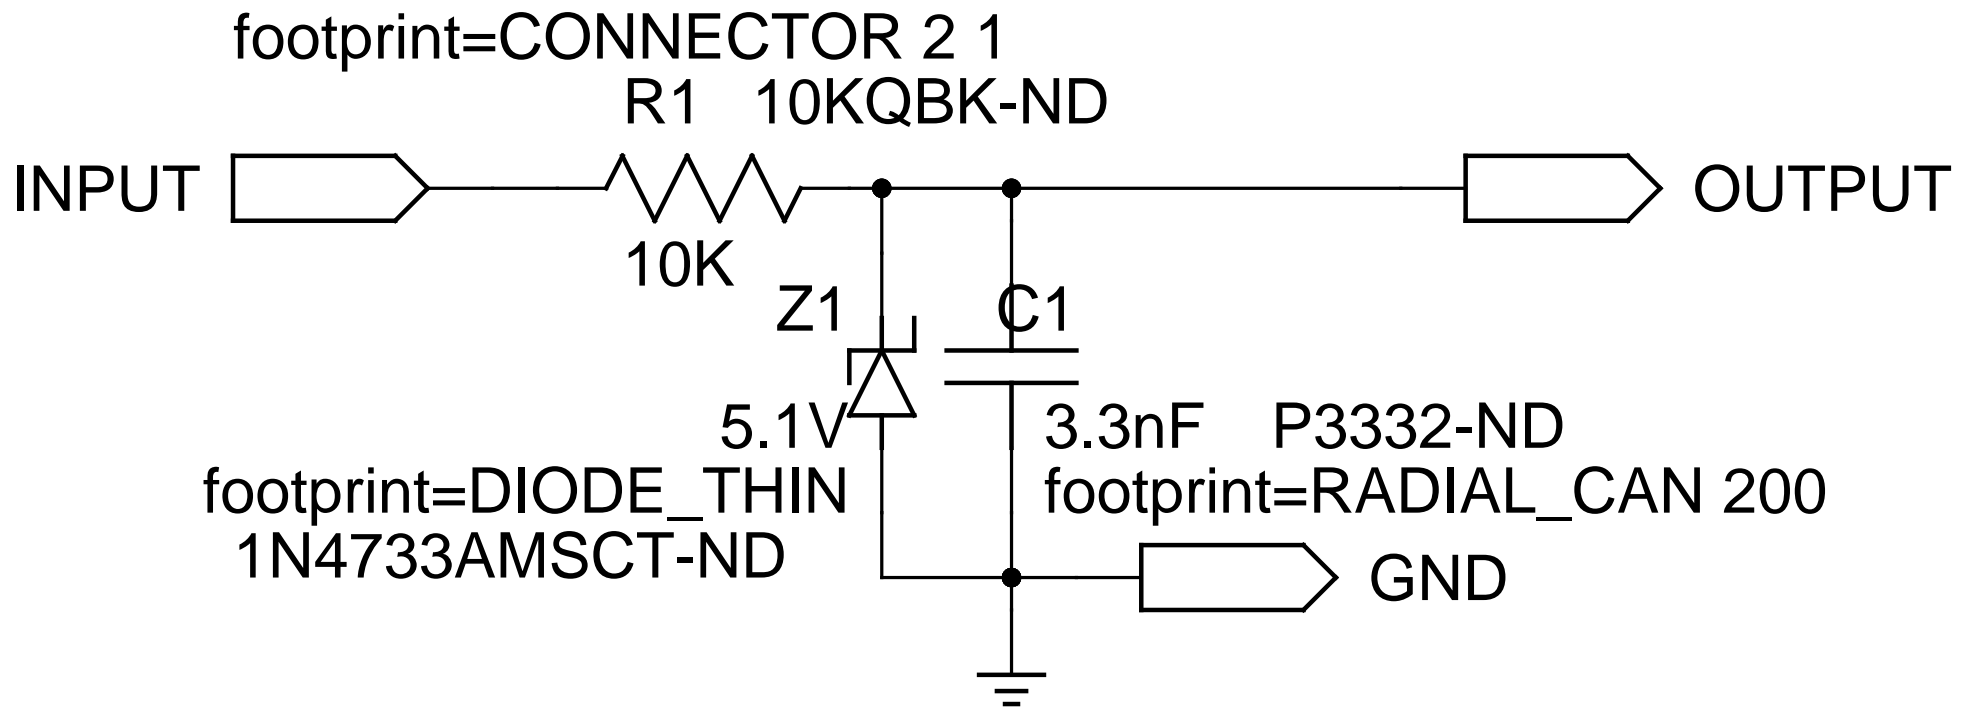 footprint=CONNECTOR 2 1
R1 10KQBK-ND
INPUT
OUTPUT
10K
Z1
C1
5.1V
3.3nF P3332-ND
footprint=DIODE_THIN
footprint=RADIAL_CAN 200
1N4733AMSCT-ND
GND